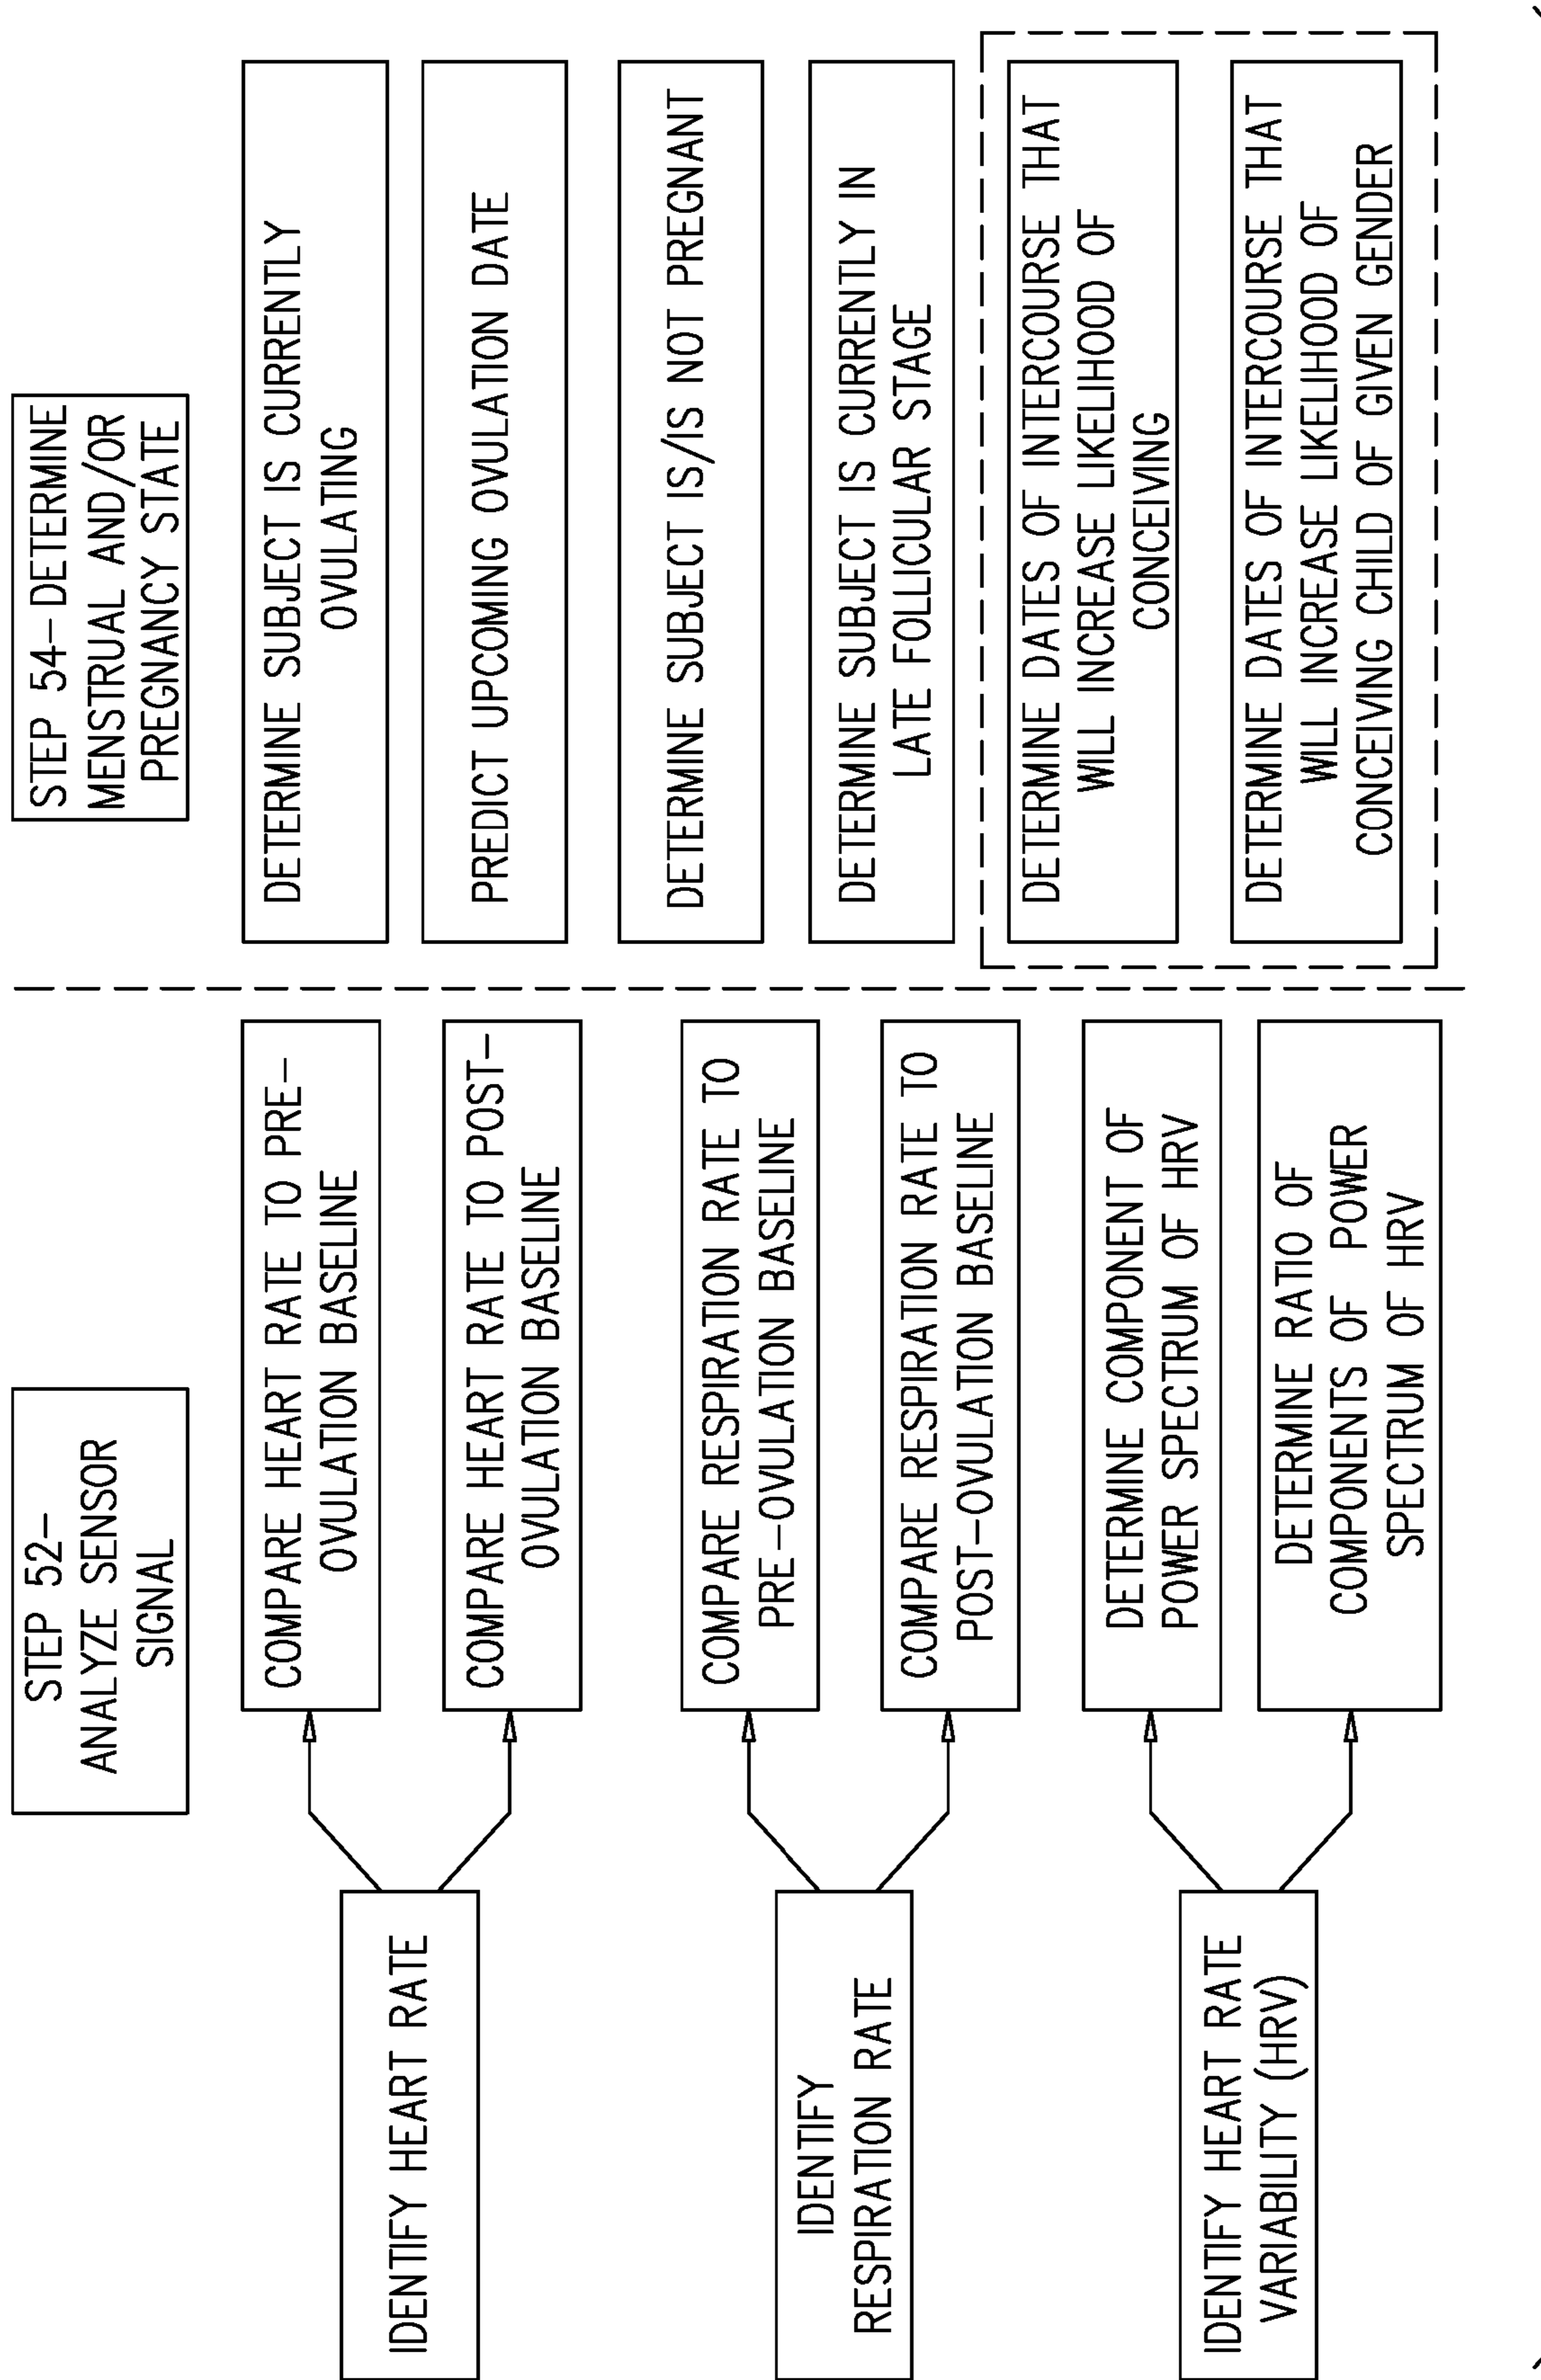 STEP 52-
ANALYZE SENSOR
SIGNAL
IDENTIFY HEART RATE
COMPARE HEART RATE TO PRE-
OVULATION BASELINE
COMPARE HEART RATE TO POST-
OVULATION BASELINE
IDENTIFY
RESPIRATION RATE
COMPARE RESPIRATION RATE TO
PRE-OVULATION BASELINE
COMPARE RESPIRATION RATE TO
POST-OVULATION BASELINE
IDENTIFY HEART RATE
VARIABILITY (HRV)
DETERMINE COMPONENT OF
POWER SPECTRUM OF HRV
DETERMINE RATIO OF
COMPONENTS OF POWER
SPECTRUM OF HRV
STEP 54-DETERMINE
MENSTRUAL AND/OR
PREGNANCY STATE
DETERMINE SUBJECT IS CURRENTLY
OVULATING
PREDICT UPCOMING OVULATION DATE
DETERMINE SUBJECT IS/IS NOT PREGNANT
DETERMINE SUBJECT IS CURRENTLY IN
LATE FOLLICULAR STAGE
DETERMINE DATES OF INTERCOURSE THAT
WILL INCREASE LIKELIHOOD OF
CONCEIVING
DETERMINE DATES OF INTERCOURSE THAT
WILL INCREASE LIKELIHOOD OF
CONCEIVING CHILD OF GIVEN GENDER